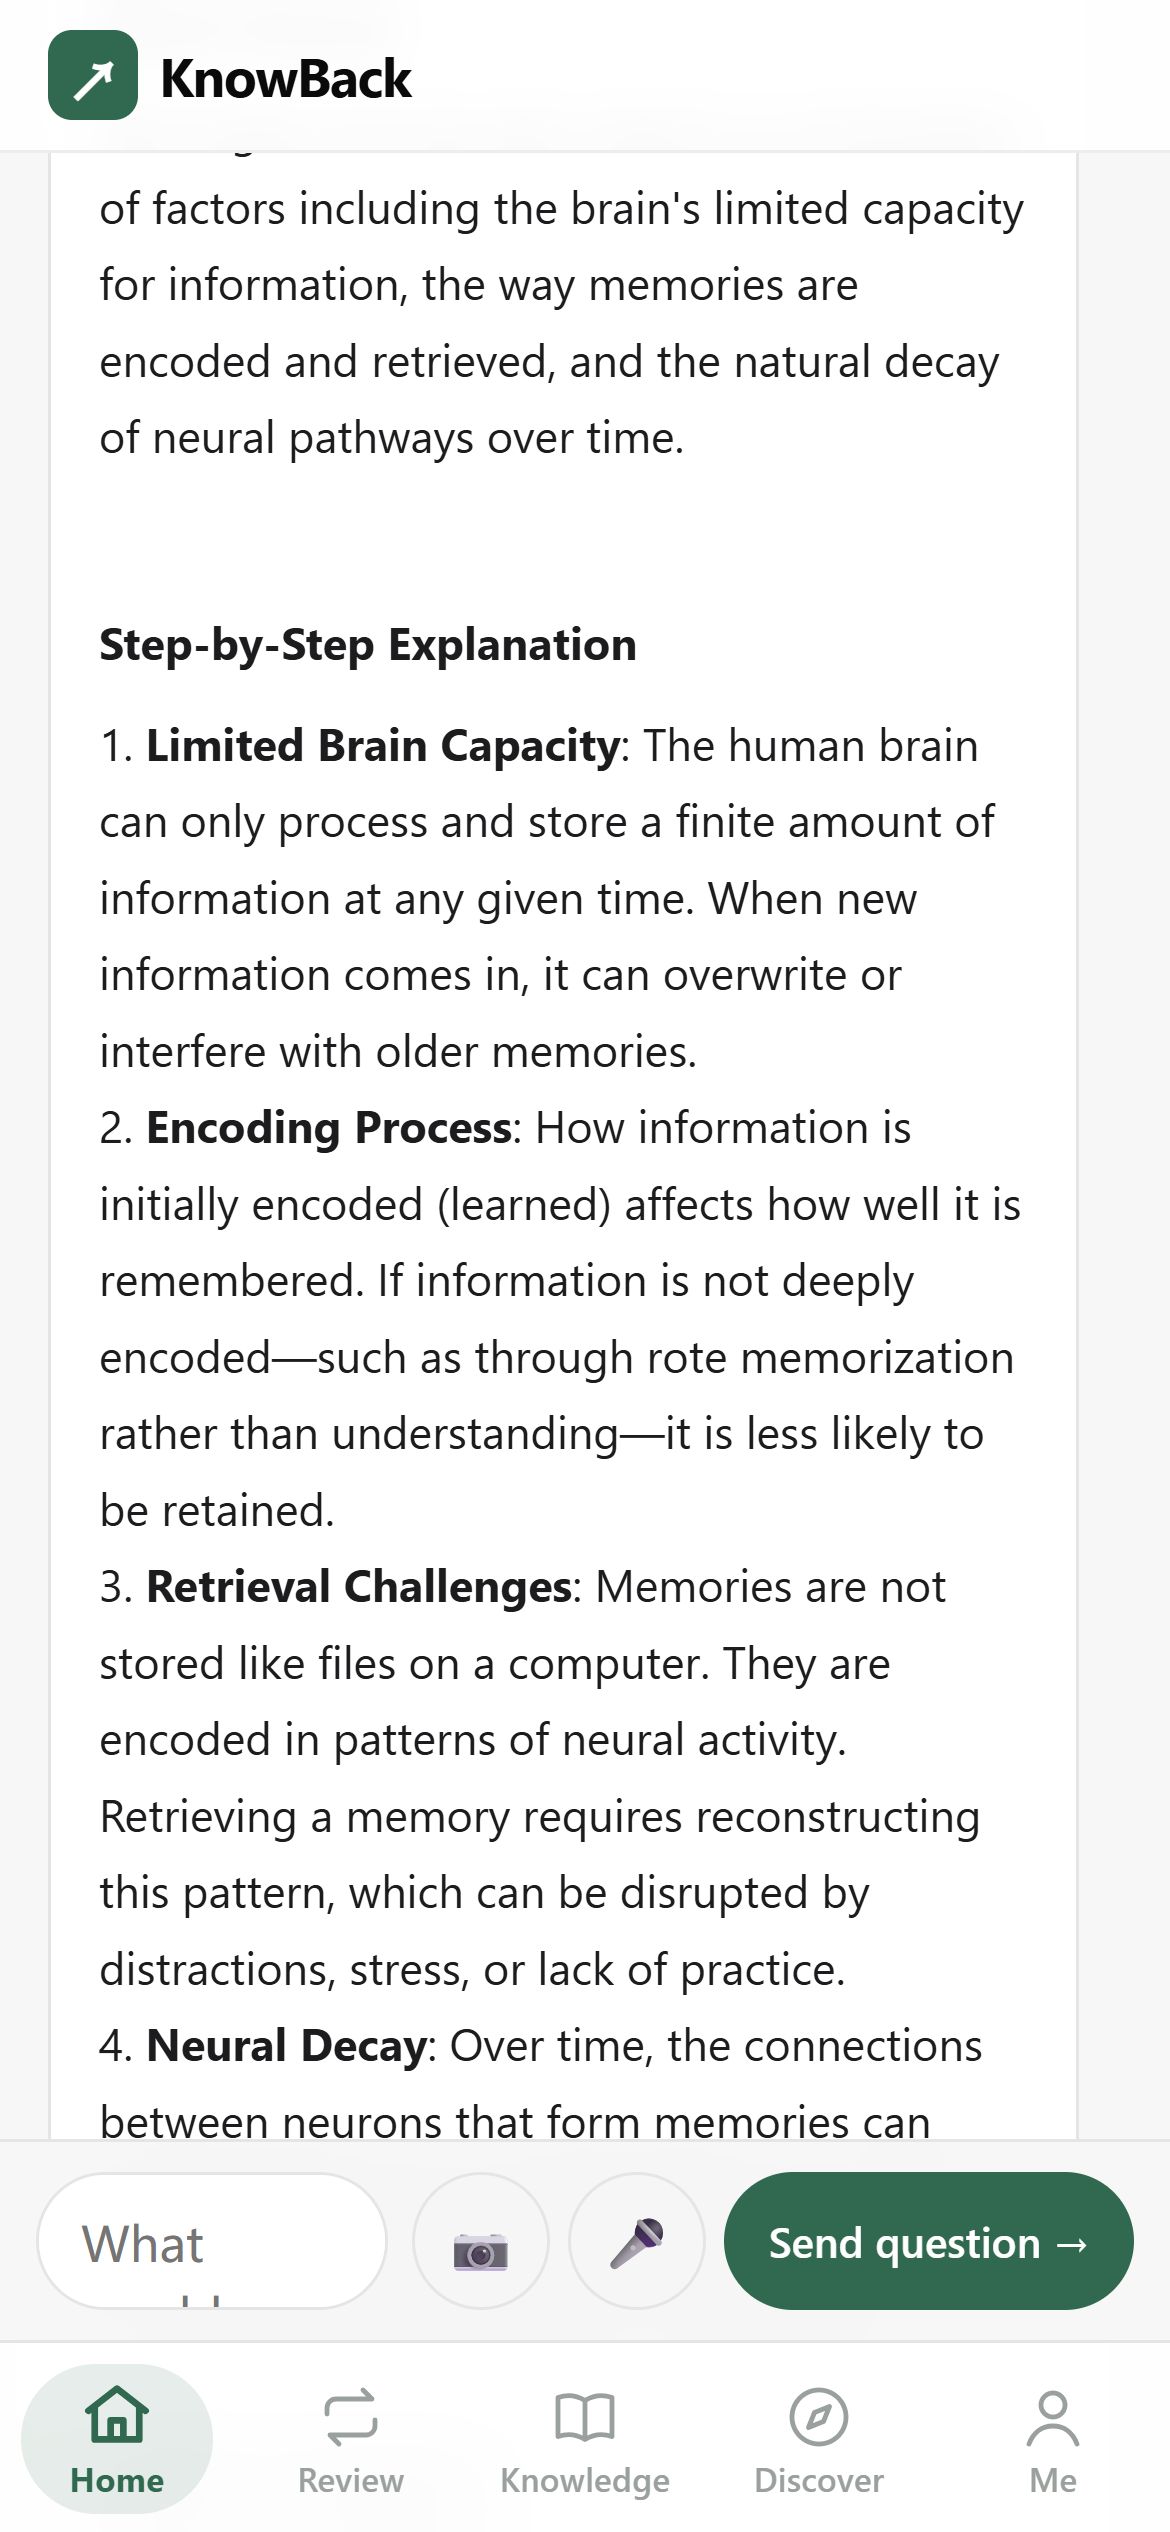 KnowBack
of factors including the brain's limited capacity
for information, the way memories are
encoded and retrieved, and the natural decay
of neural pathways over time.
Step-by-Step Explanation
1. Limited Brain Capacity: The human brain
can only process and store a finite amount of
information at any given time. When new
information comes in, it can overwrite or
interfere with older memories.
2. Encoding Process: How information is
initially encoded (learned) affects how well it is
remembered. If information is not deeply
encoded—such as through rote memorization
rather than understanding—it is less likely to
be retained.
3. Retrieval Challenges: Memories are not
stored like files on a computer. They are
encoded in patterns of neural activity.
Retrieving a memory requires reconstructing
this pattern, which can be disrupted by
distractions, stress, or lack of practice.
4. Neural Decay: Over time, the connections
between neurons that form memories can
What
Send question →
Home
Review
Knowledge
Discover
Me